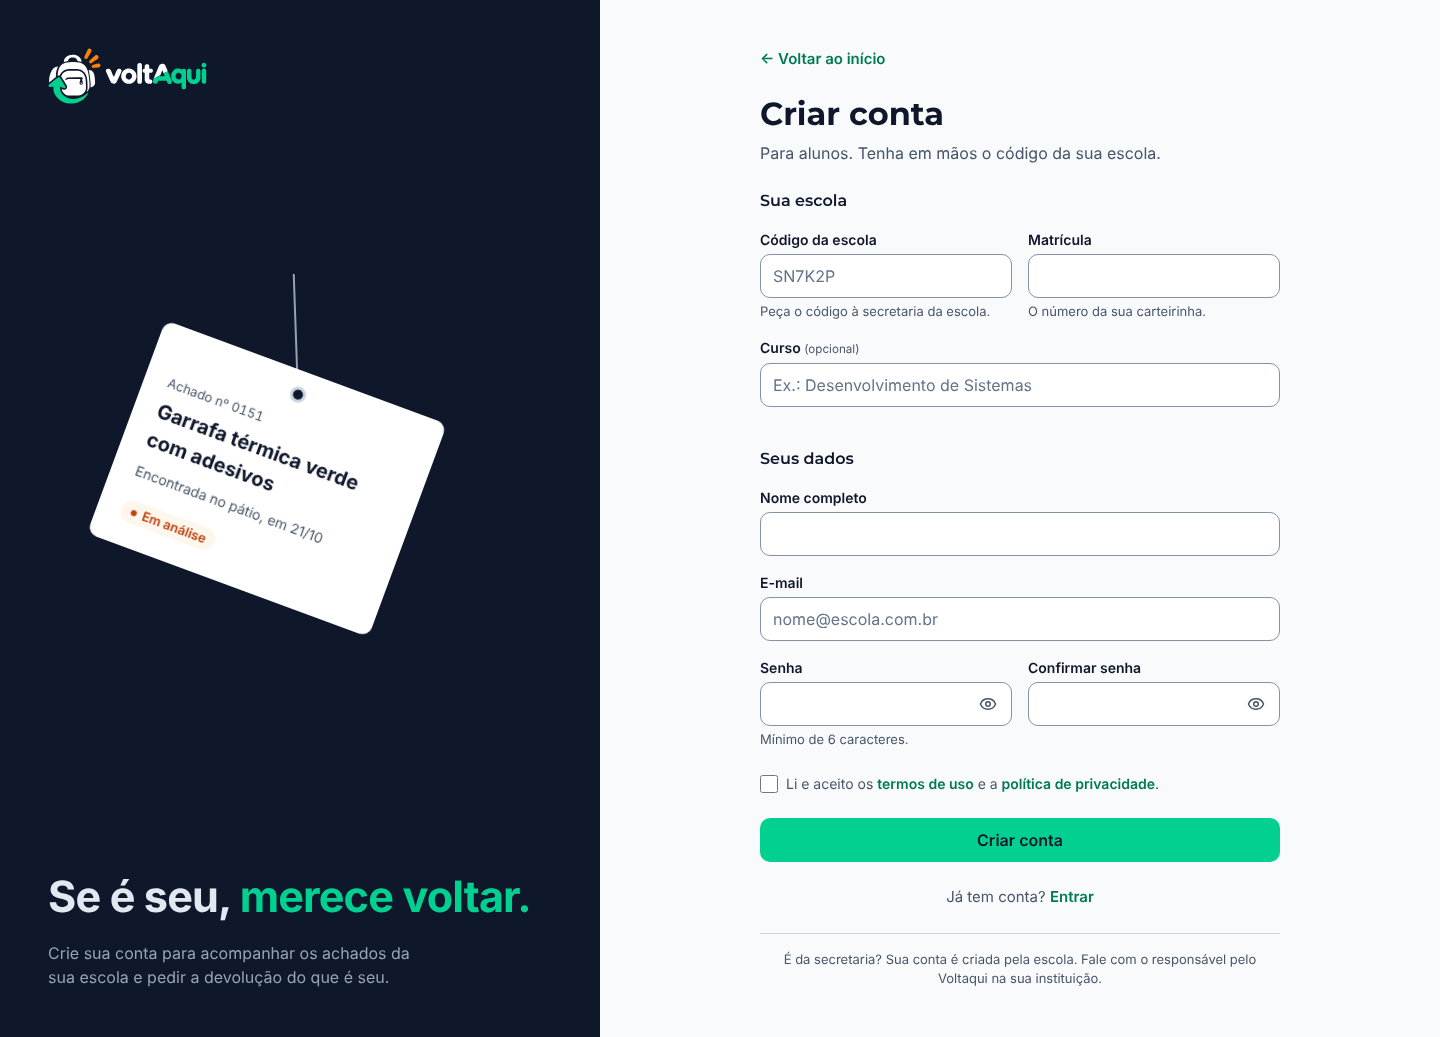 voltAqui
Achado nº 0151
Garrafa térmica verde
com adesivos
Encontrada no pátio, em 21/10
Em análise
Se é seu, merece voltar.
Crie sua conta para acompanhar os achados da
sua escola e pedir a devolução do que é seu.
← Voltar ao início
Criar conta
Para alunos. Tenha em mãos o código da sua escola.
Sua escola
Código da escola
SN7K2P
Peça o código à secretaria da escola.
Matrícula
O número da sua carteirinha.
Curso (opcional)
Ex.: Desenvolvimento de Sistemas
Seus dados
Nome completo
E-mail
nome@escola.com.br
Senha
Mínimo de 6 caracteres.
Confirmar senha
Li e aceito os termos de uso e a política de privacidade.
Criar conta
Já tem conta? Entrar
É da secretaria? Sua conta é criada pela escola. Fale com o responsável pelo
Voltaqui na sua instituição.